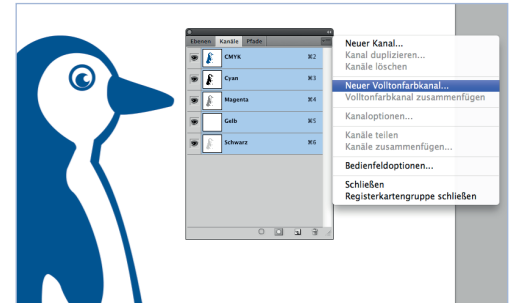 Ebenen Kanäle Pfade
CMYK ⌘2
Cyan ⌘3
Magenta ⌘4
Gelb ⌘5
Schwarz ⌘6
Neuer Kanal...
Kanal duplizieren...
Kanäle löschen
Neuer Volltonfarbkanal...
Volltonfarbkanal zusammenfügen
Kanaloptionen...
Kanäle teilen
Kanäle zusammenfügen...
Bedienfeldoptionen...
Schließen
Registerkartengruppe schließen